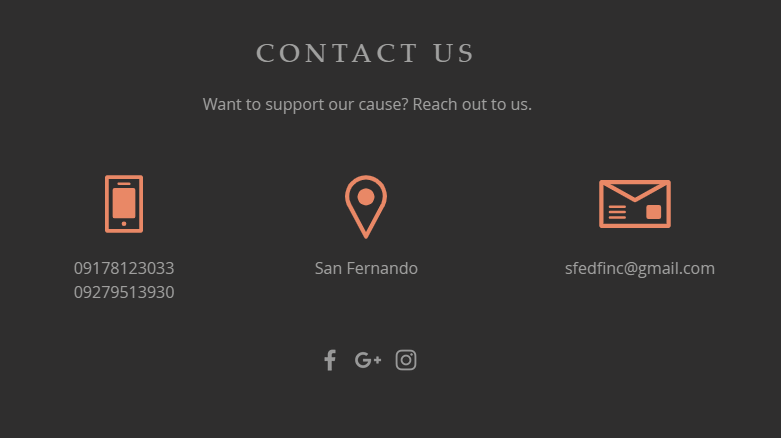 CONTACT US
Want to support our cause? Reach out to us.
09178123033
09279513930
San Fernando
sfedfinc@gmail.com